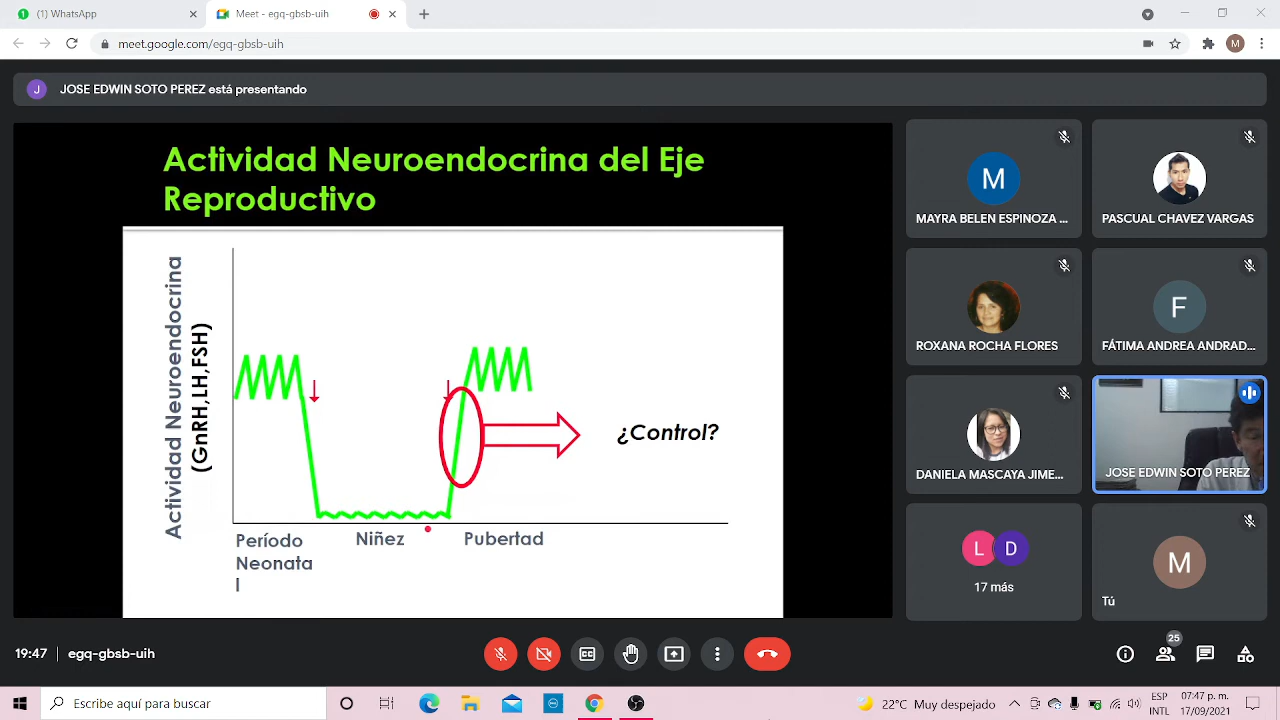 (1) WhatsApp
Meet - egq-gbsb-uih
meet.google.com/egq-gbsb-uih
M
J
JOSE EDWIN SOTO PEREZ está presentando
Actividad Neuroendocrina del Eje
Reproductivo
Actividad Neuroendocrina
(GnRH,LH,FSH)
¿Control?
Período
Neonata
l
Niñez
Pubertad
M
MAYRA BELEN ESPINOZA ...
PASCUAL CHAVEZ VARGAS
ROXANA ROCHA FLORES
F
FÁTIMA ANDREA ANDRAD...
DANIELA MASCAYA JIME...
JOSE EDWIN SOTO PEREZ
L D
17 más
M
Tú
19:47 | egq-gbsb-uih
25
Escribe aquí para buscar
22°C Muy despejado
ESP
INTL
07:47 p. m.
17/09/2021